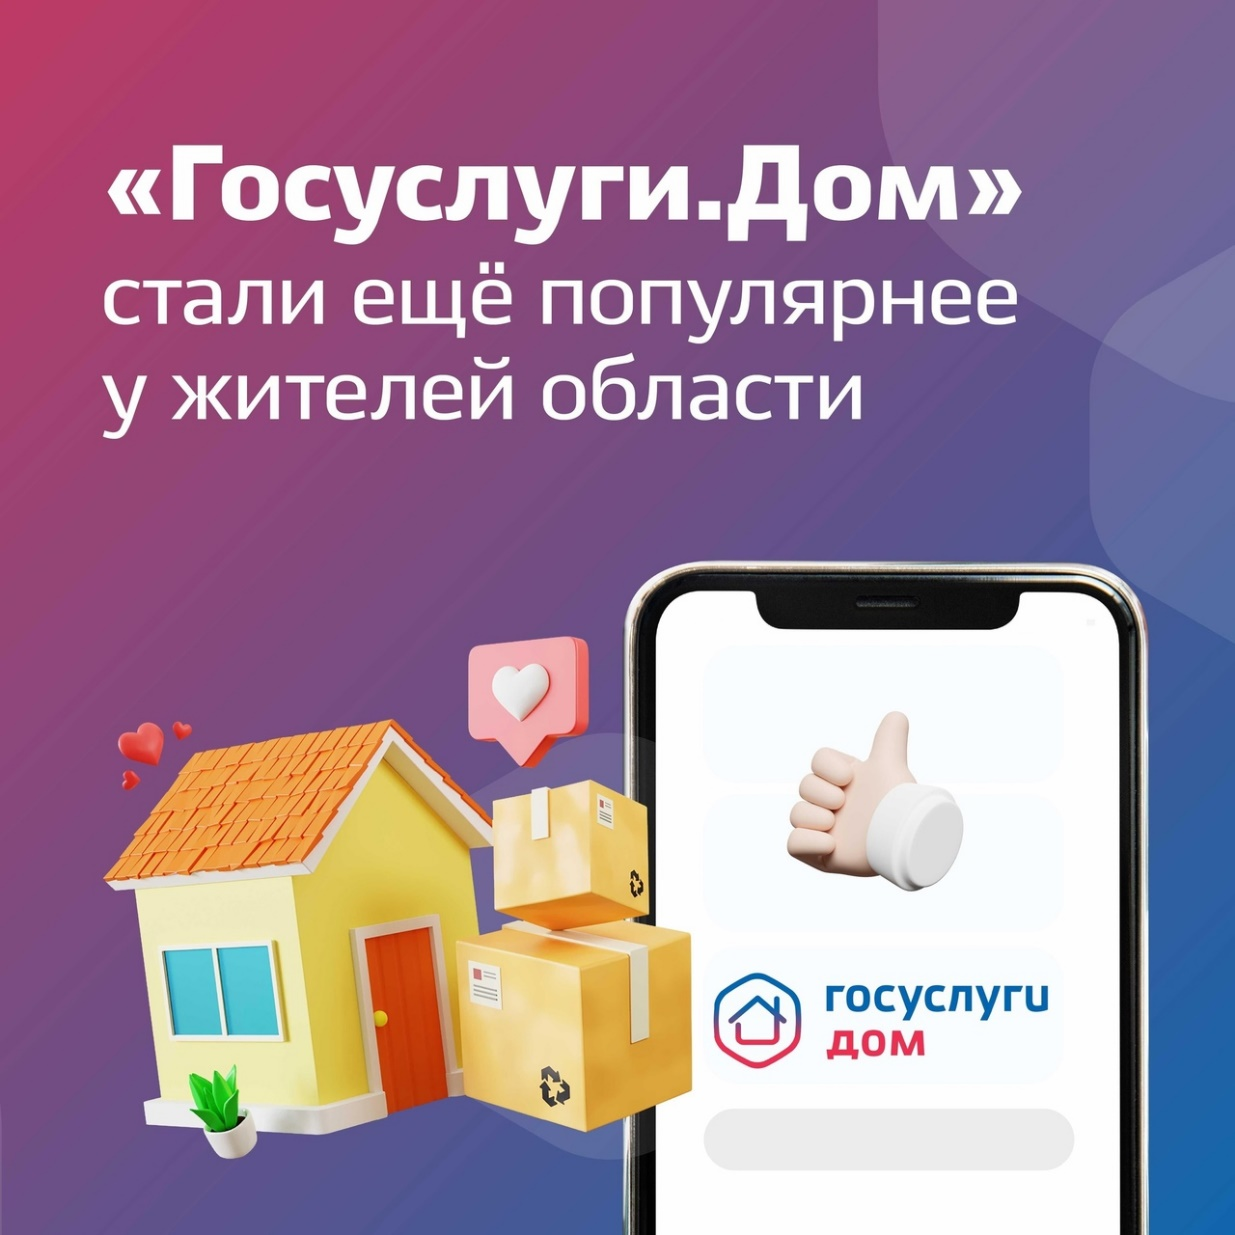 «Госуслуги.Дом»
стали ещё популярнее
у жителей области
госуслуги
дом